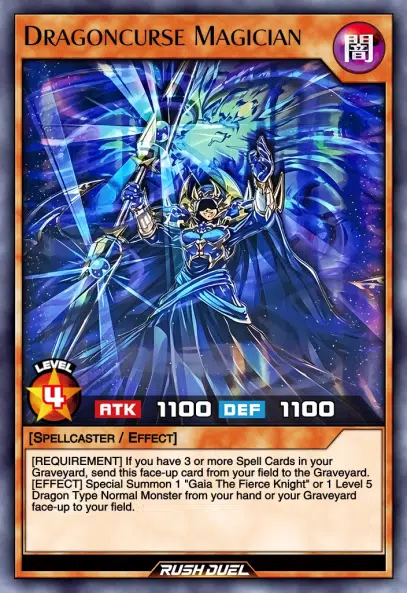 Dragoncurse Magician
闇
LEVEL
4
ATK 1100 DEF 1100
[Spellcaster / Effect]
[REQUIREMENT] If you have 3 or more Spell Cards in your
Graveyard, send this face-up card from your field to the Graveyard.
[EFFECT] Special Summon 1 "Gaia The Fierce Knight" or 1 Level 5
Dragon Type Normal Monster from your hand or your Graveyard
face-up to your field.
RUSH DUEL